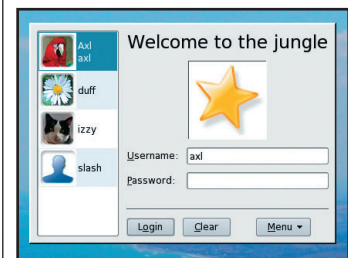 Welcome to the jungle
Axl
axl
duff
izzy
slash
Username: axl
Password:
Login Clear Menu